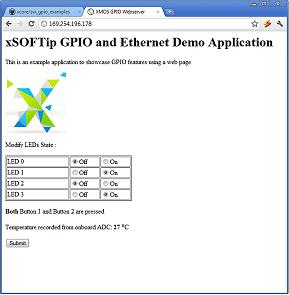 xcore/sw_gpio_examples
XMOS GPIO Webserver
169.254.196.178
xSOFTip GPIO and Ethernet Demo Application
This is an example application to showcase GPIO features using a web page
Modify LEDs State :
LED 0 Off On
LED 1 Off On
LED 2 Off On
LED 3 Off On
Both Button 1 and Button 2 are pressed
Temperature recorded from onboard ADC: 27 °C
Submit